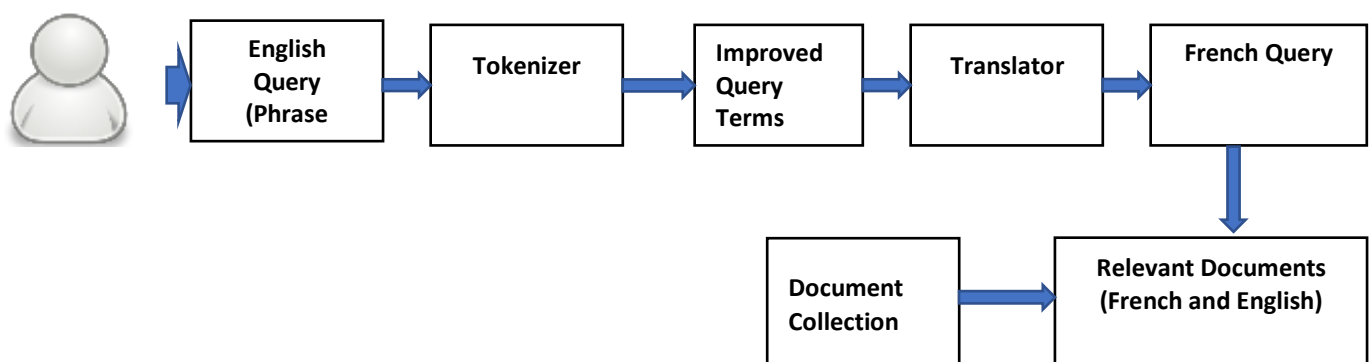 English
Query
(Phrase
Tokenizer
Improved
Query
Terms
Translator
French Query
Document
Collection
Relevant Documents
(French and English)